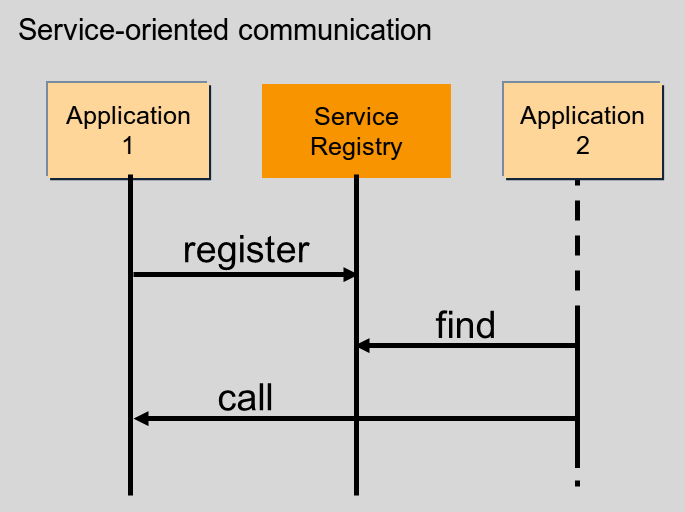 Service-oriented communication
Application
1
Service
Registry
Application
2
register
find
call